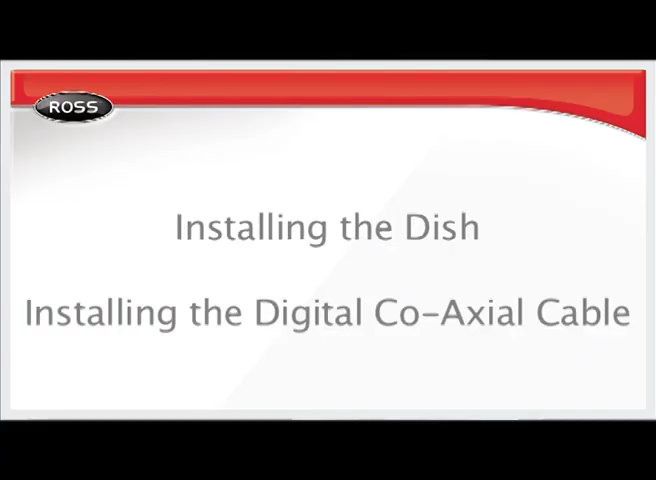 ROSS
Installing the Dish
Installing the Digital Co-Axial Cable